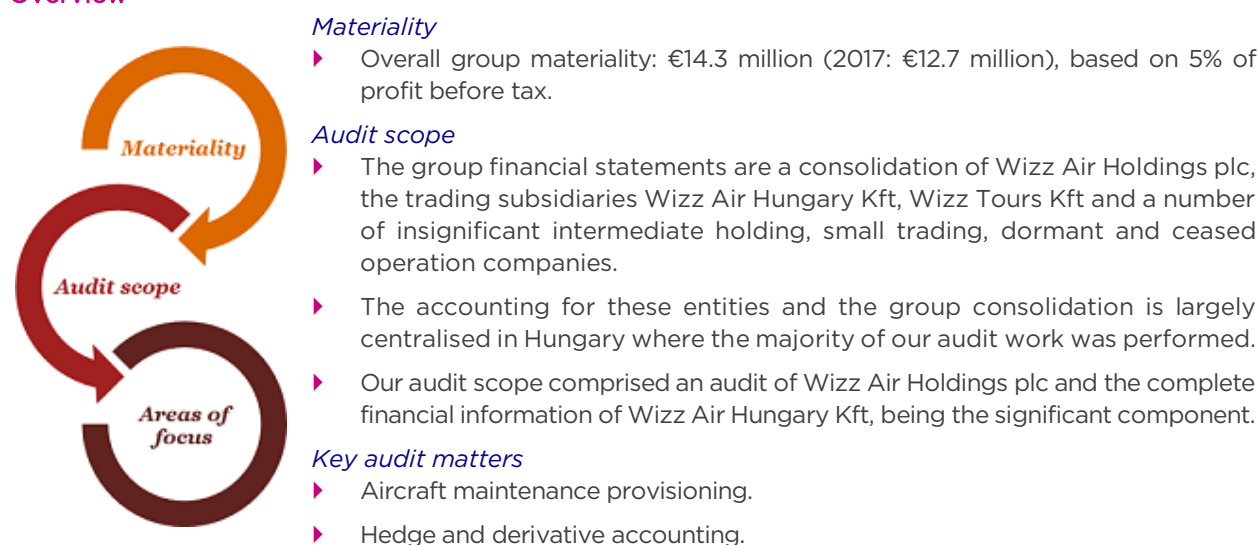 Overview
Materiality
Overall group materiality: €14.3 million (2017: €12.7 million), based on 5% of
profit before tax.
Audit scope
The group financial statements are a consolidation of Wizz Air Holdings plc,
the trading subsidiaries Wizz Air Hungary Kft, Wizz Tours Kft and a number
of insignificant intermediate holding, small trading, dormant and ceased
operation companies.
The accounting for these entities and the group consolidation is largely
centralised in Hungary where the majority of our audit work was performed.
Our audit scope comprised an audit of Wizz Air Holdings plc and the complete
financial information of Wizz Air Hungary Kft, being the significant component.
Key audit matters
Aircraft maintenance provisioning.
Hedge and derivative accounting.
Materiality
Audit scope
Areas of
focus